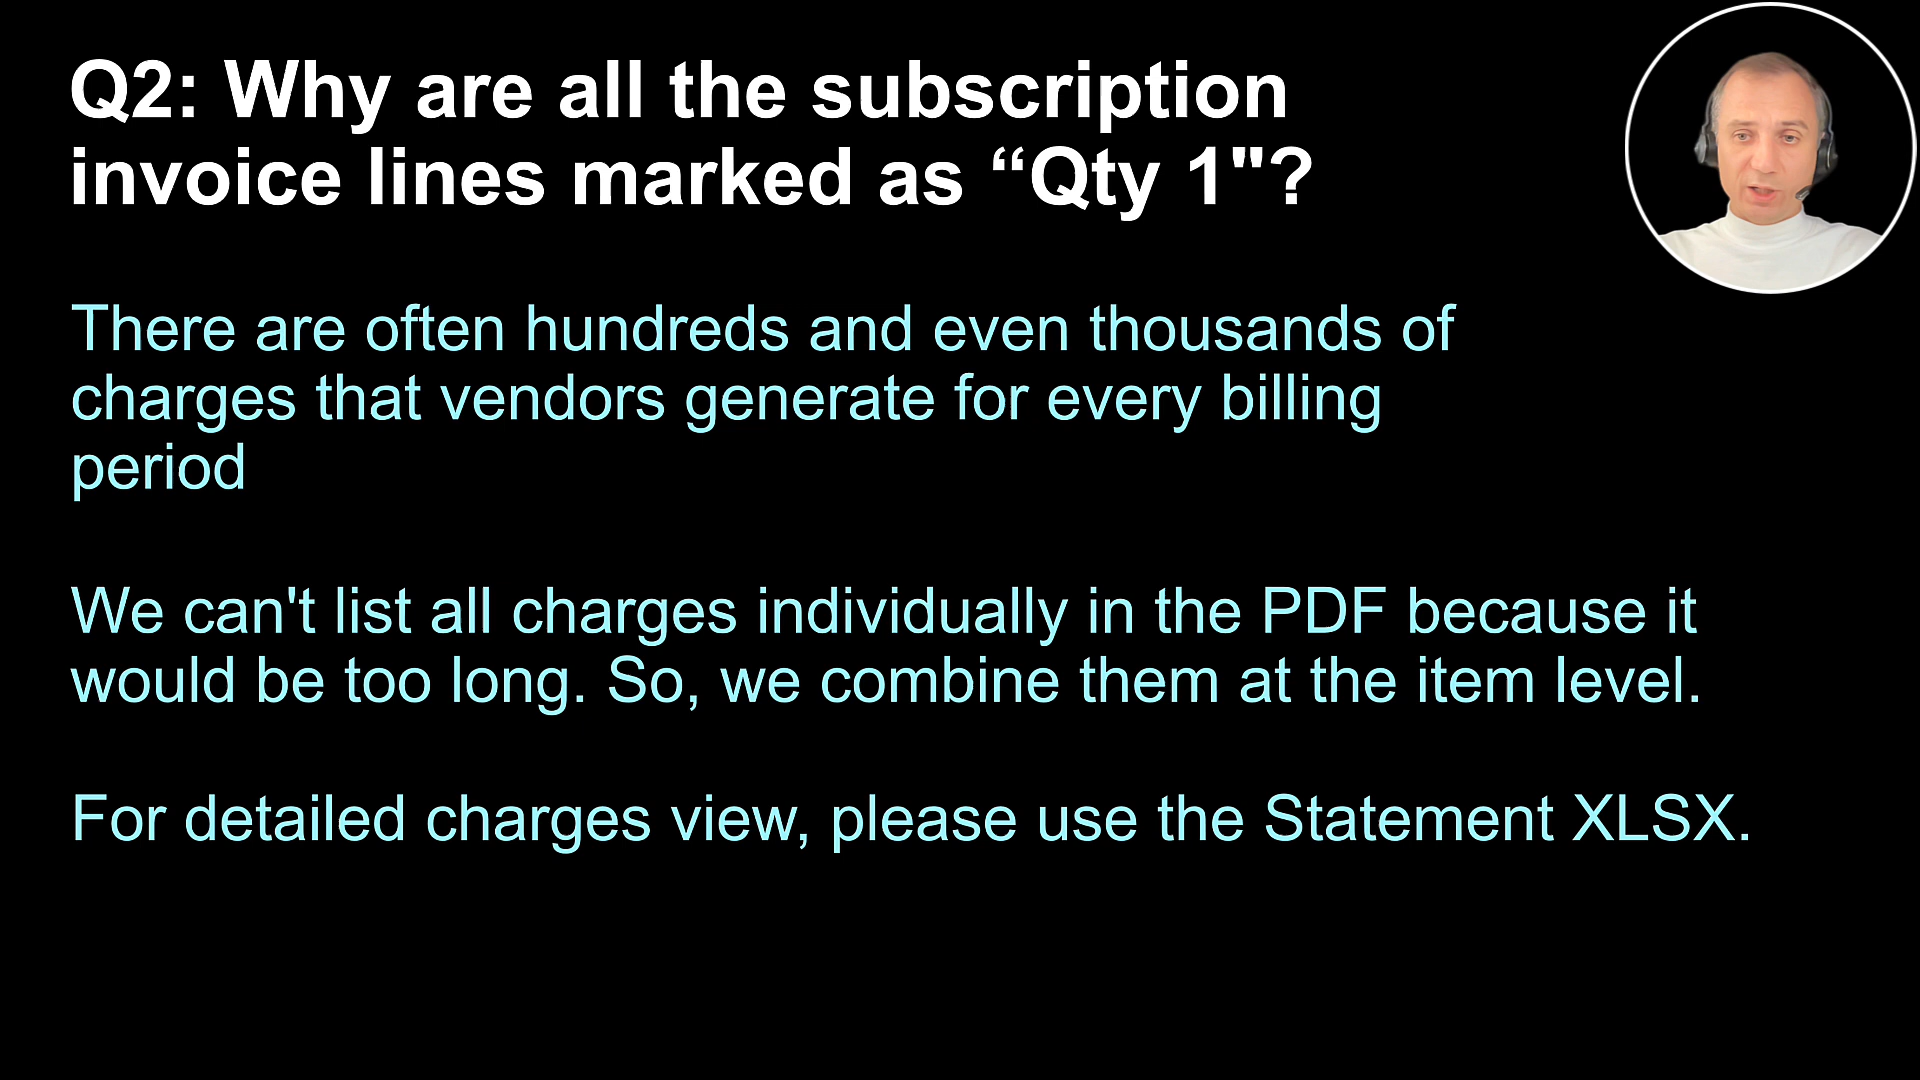 Q2: Why are all the subscription
invoice lines marked as “Qty 1"?
There are often hundreds and even thousands of
charges that vendors generate for every billing
period
We can't list all charges individually in the PDF because it
would be too long. So, we combine them at the item level.
For detailed charges view, please use the Statement XLSX.